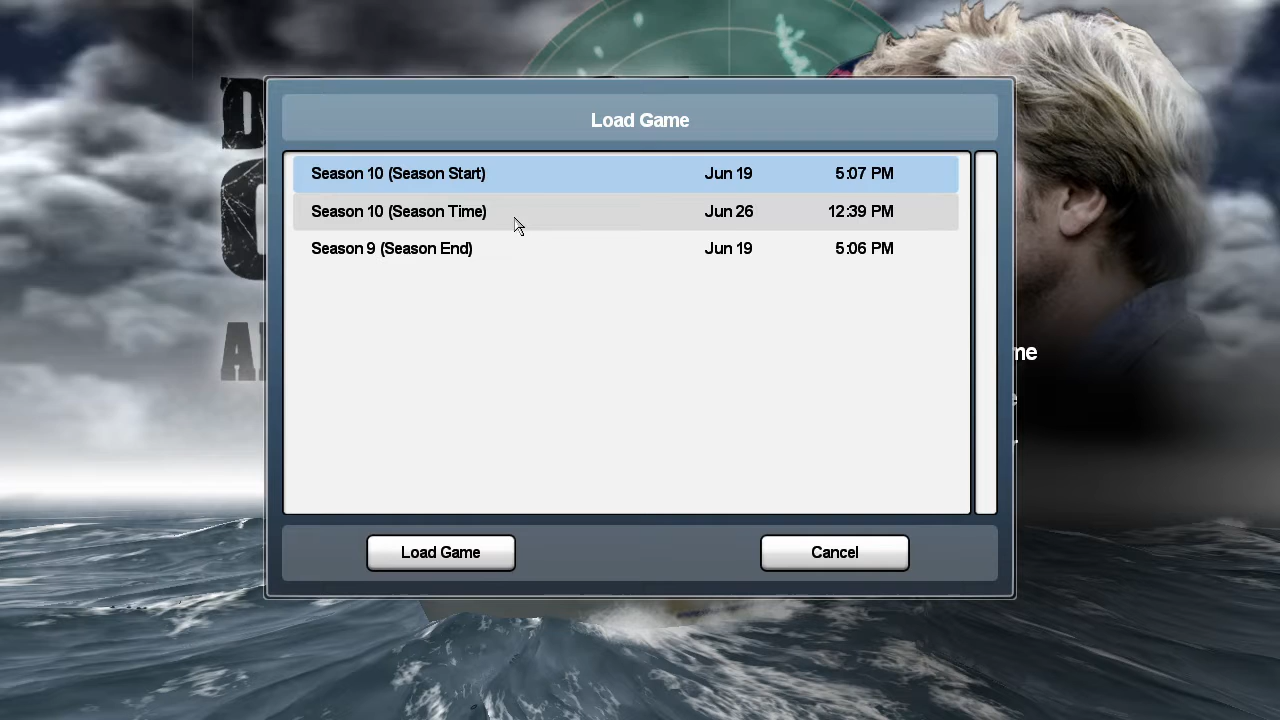 Load Game
Season 10 (Season Start) Jun 19 5:07 PM
Season 10 (Season Time) Jun 26 12:39 PM
Season 9 (Season End) Jun 19 5:06 PM
Load Game Cancel